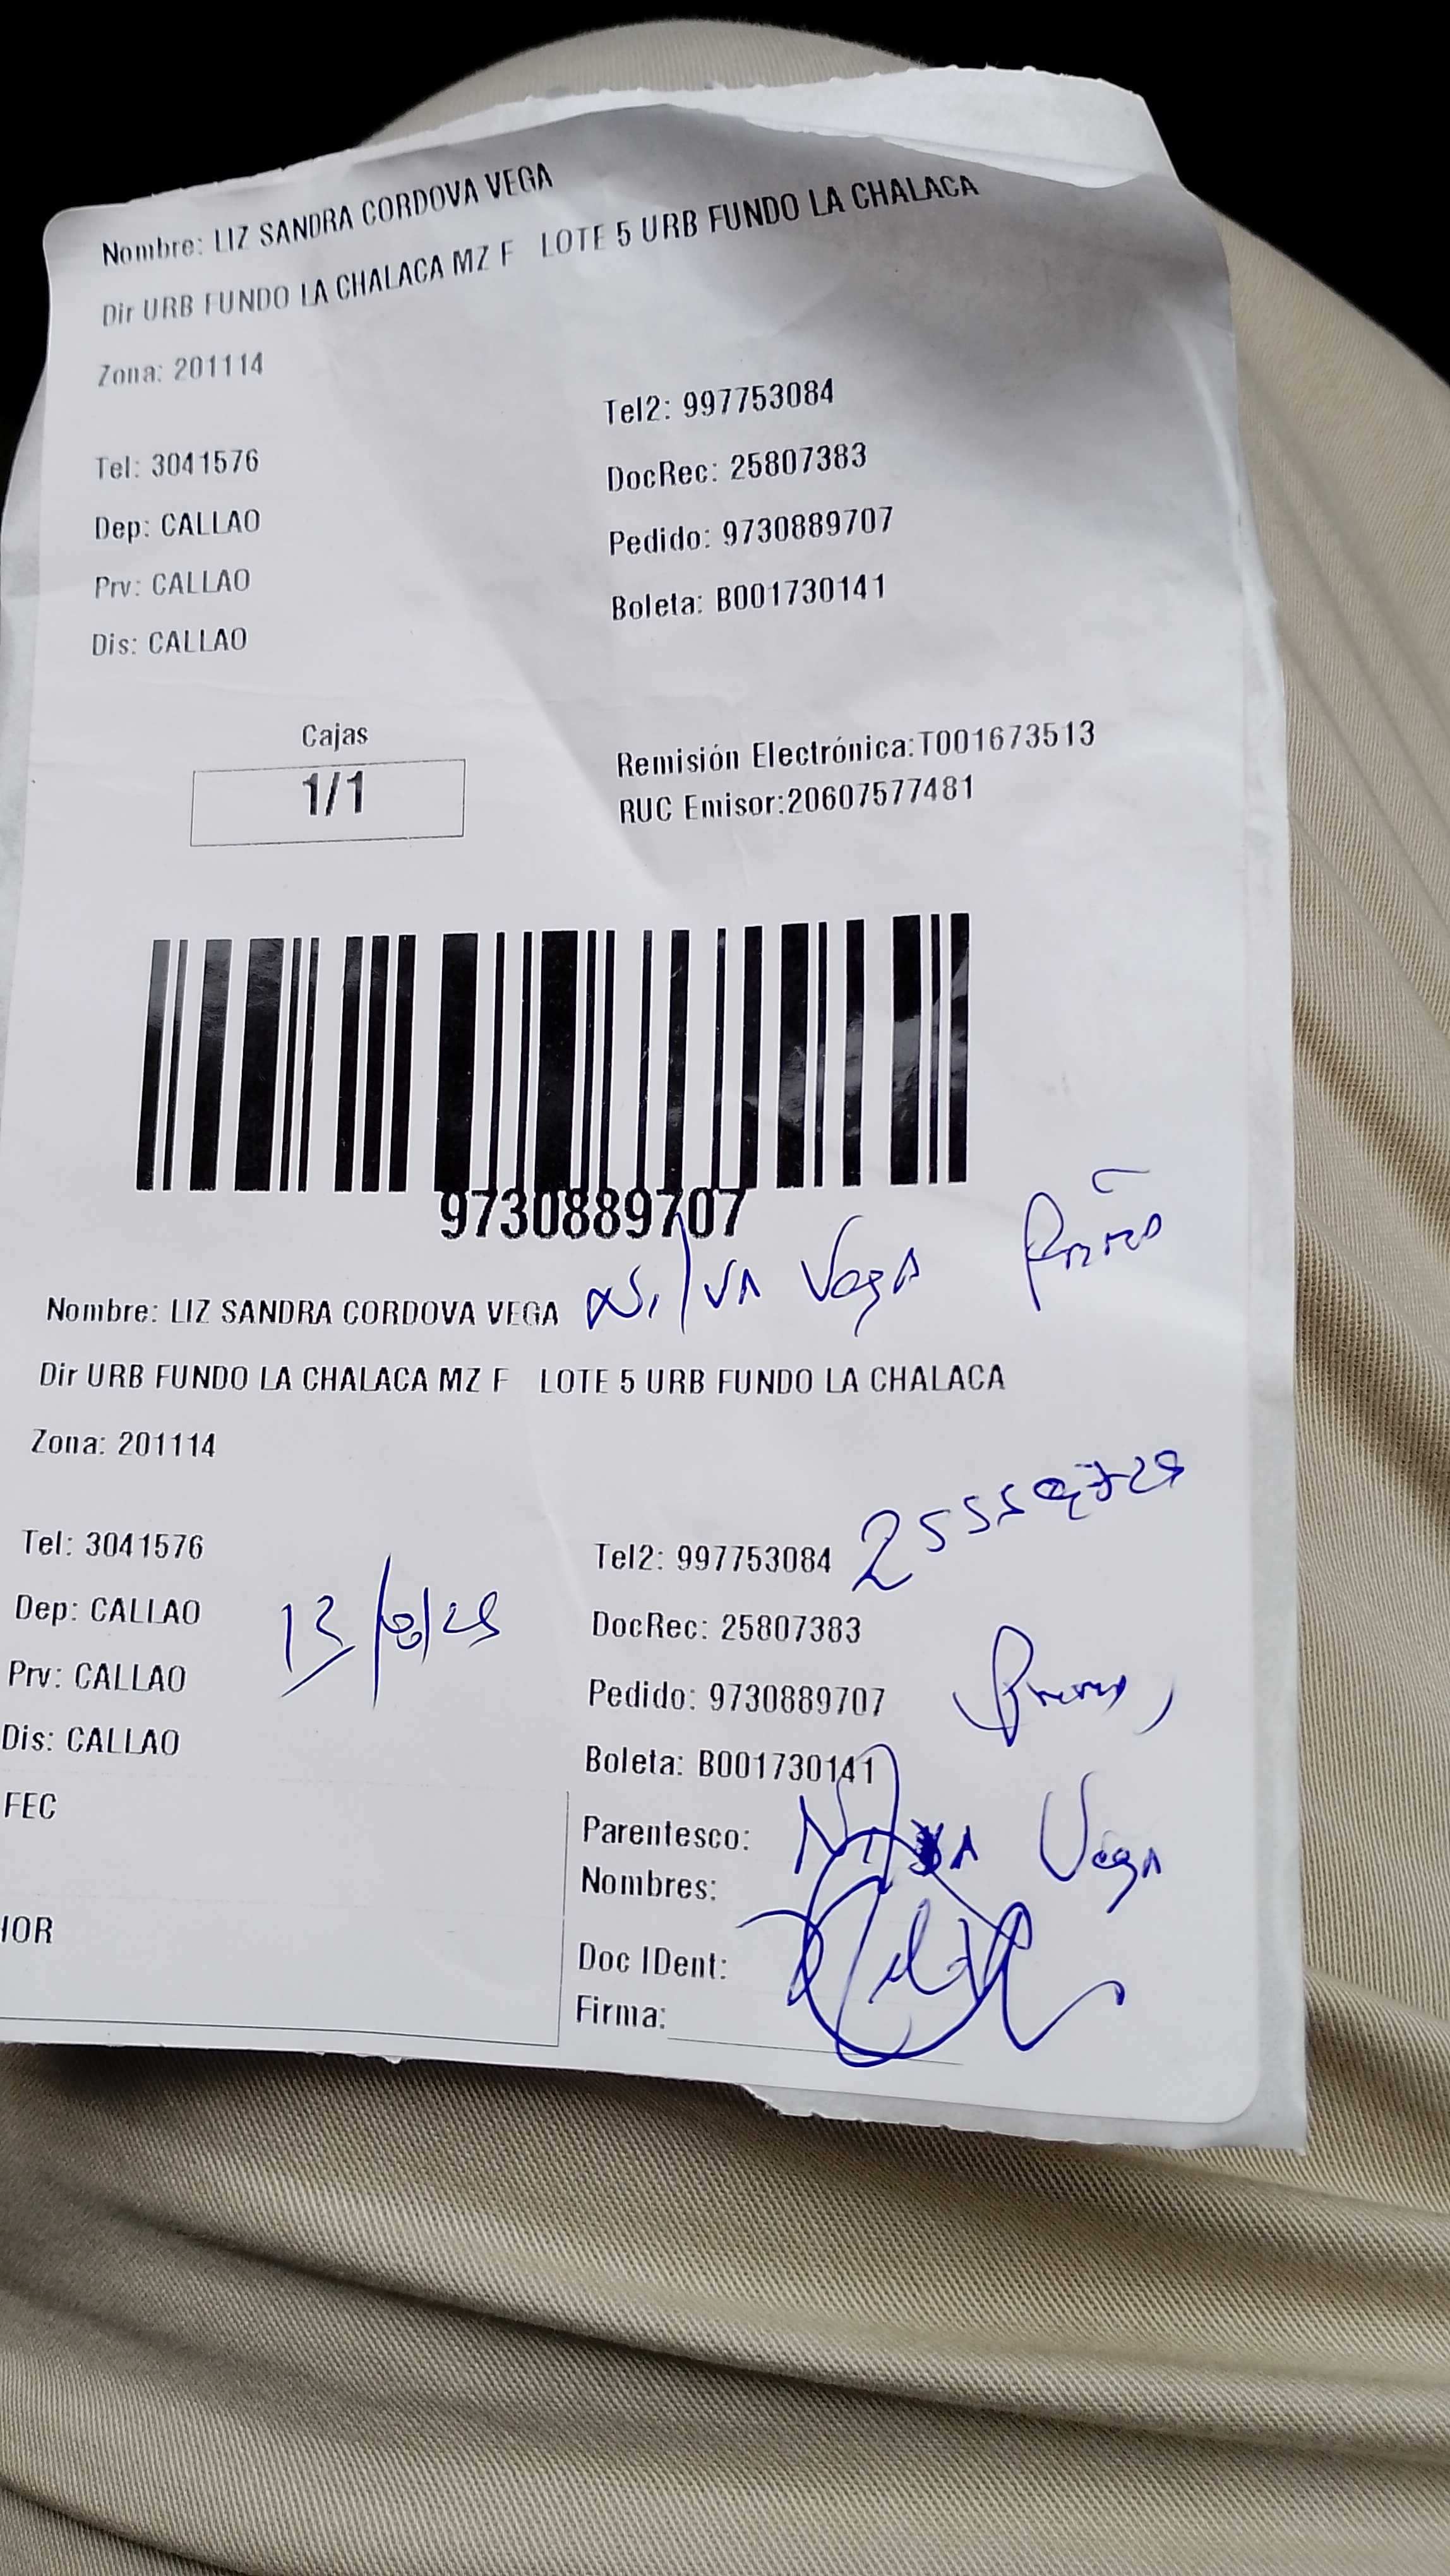 Nombre: LIZ SANDRA CORDOVA VEGA
Dir URB FUNDO LA CHALACA MZ F LOTE 5 URB FUNDO LA CHALACA
Zona: 201114
Tel2: 997753084
Tel: 3041576
DocRec: 25807383
Dep: CALLAO
Pedido: 9730889707
Prv: CALLAO
Boleta: B001730141
Dis: CALLAO
Cajas
1/1
Remisión Electrónica:T001673513
RUC Emisor:20607577481
9730889707
Nilva Vega
Nombre: LIZ SANDRA CORDOVA VEGA
Dir URB FUNDO LA CHALACA MZ F LOTE 5 URB FUNDO LA CHALACA
Zona: 201114
Tel: 3041576
Tel2: 997753084
Dep: CALLAO
DocRec: 25807383
Prv: CALLAO
Pedido: 9730889707
Dis: CALLAO
Boleta: B001730141
FEC
Parentesco:
Vega
Nombres:
HOR
Doc IDent:
Firma: